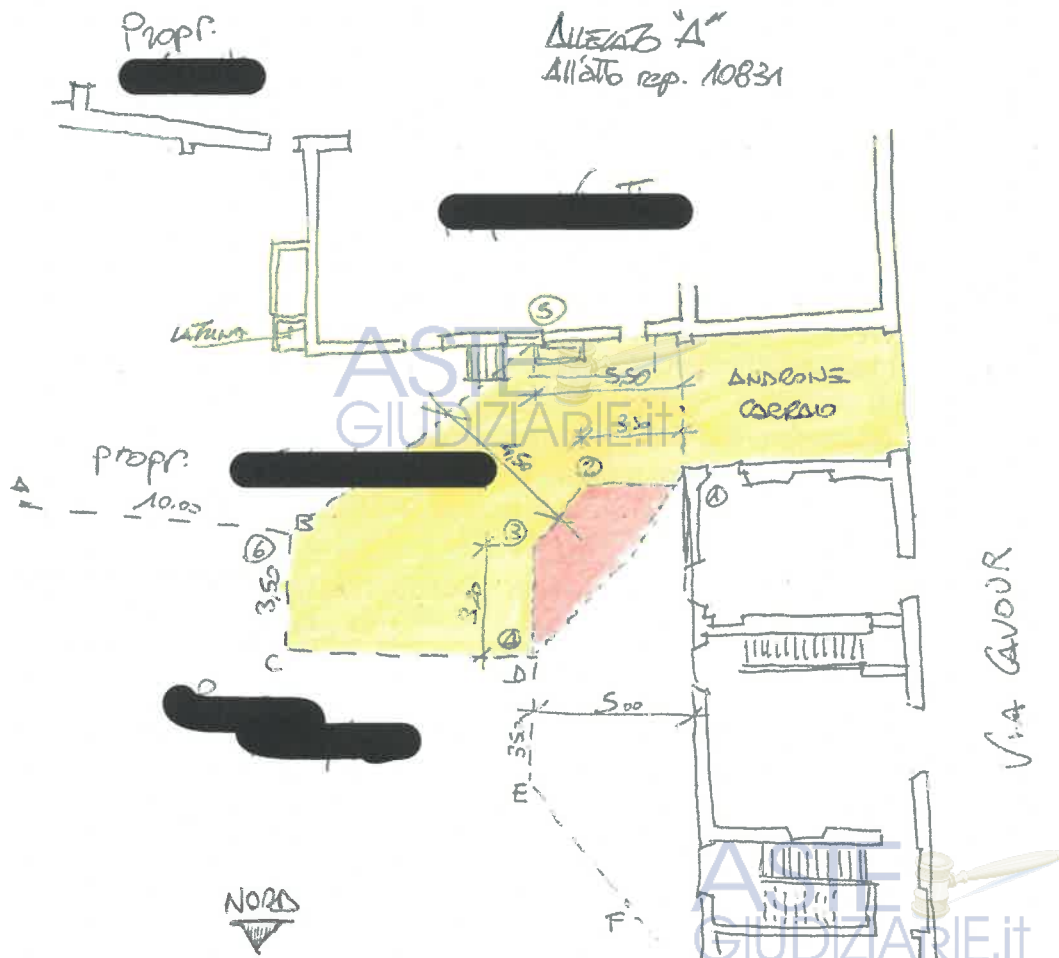 Propr.
Allegato "A"
All'atto rep. 10831
LATRINA
5
ASTE
GIUDIZIARIE.it
5,50
3,50
4,50
ANDRONE
CARRAIO
propr.
A
10.00
B
2
1
3
6
3,50
3,20
4
C
D
5,00
3,50
E
F
VIA CAVOUR
NORD
ASTE
GIUDIZIARIE.it